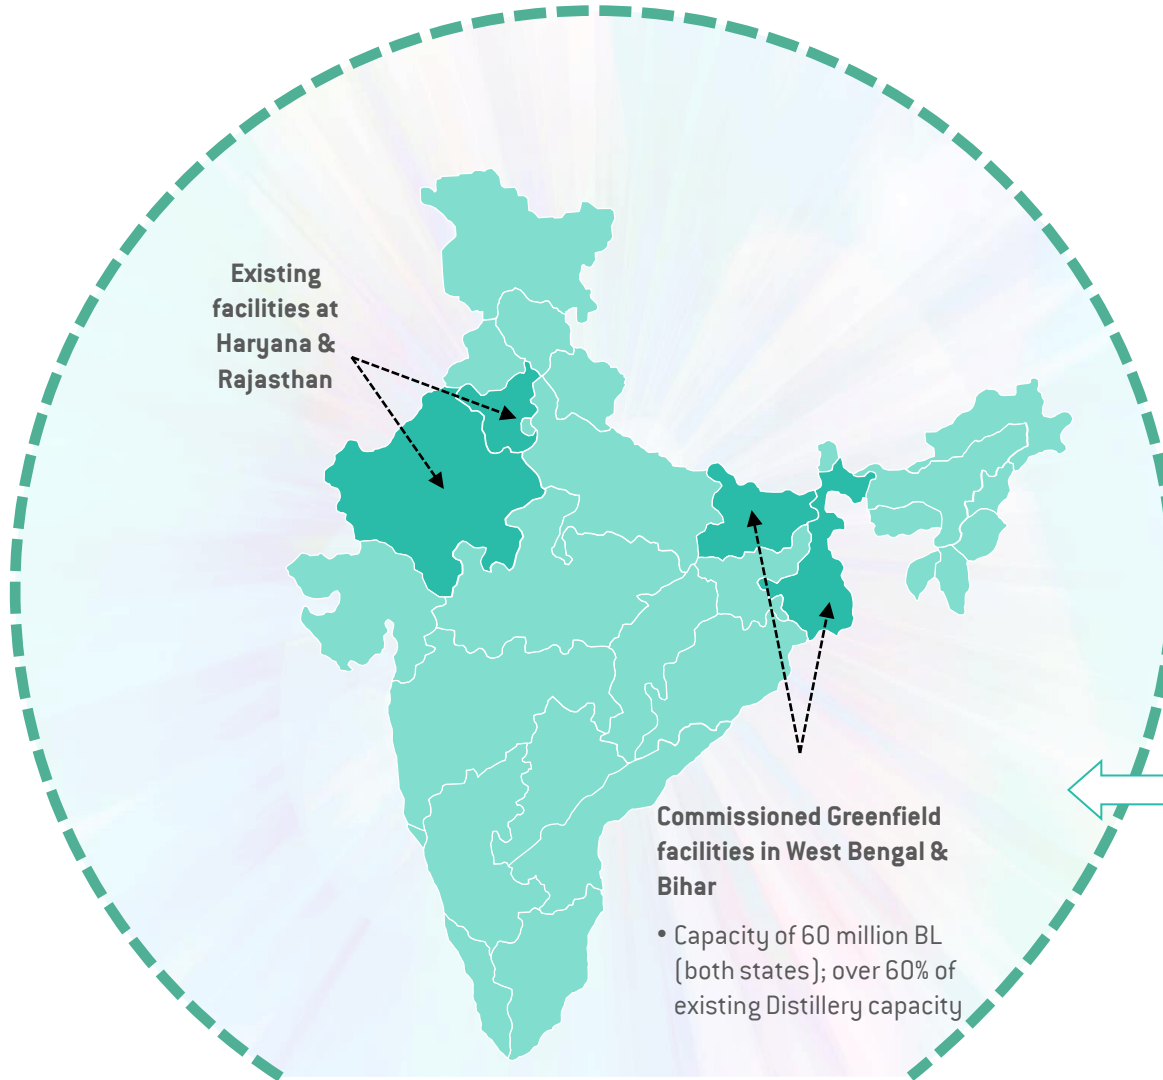 Existing
facilities at
Haryana &
Rajasthan
Commissioned Greenfield
facilities in West Bengal &
Bihar
• Capacity of 60 million BL
(both states); over 60% of
existing Distillery capacity